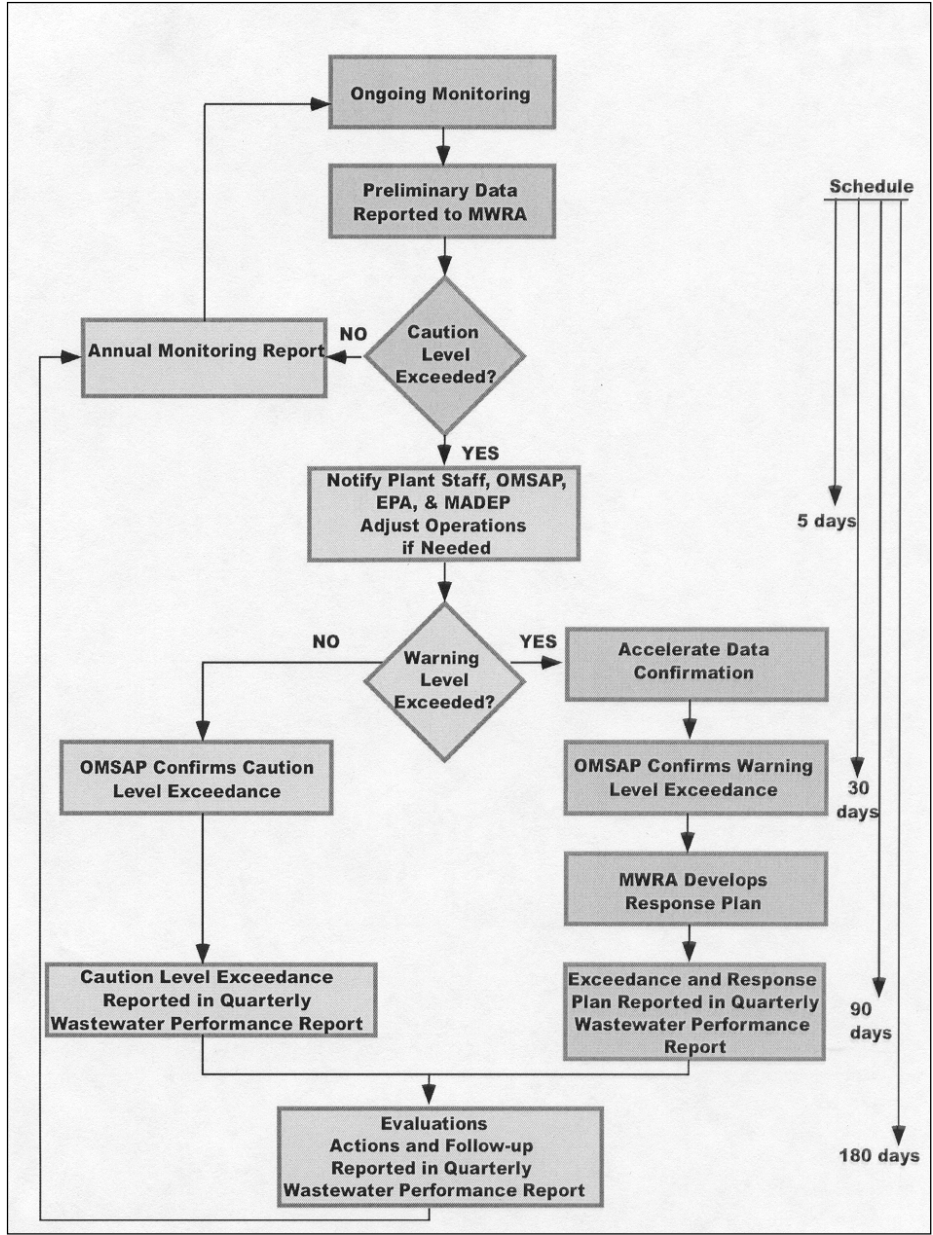 Ongoing Monitoring
Preliminary Data
Reported to MWRA
Schedule
Caution
Level
Exceeded?
NO
Annual Monitoring Report
YES
Notify Plant Staff, OMSAP,
EPA, & MADEP
Adjust Operations
if Needed
5 days
Warning
Level
Exceeded?
NO
YES
Accelerate Data
Confirmation
OMSAP Confirms Caution
Level Exceedance
OMSAP Confirms Warning
Level Exceedance
30
days
MWRA Develops
Response Plan
Caution Level Exceedance
Reported in Quarterly
Wastewater Performance Report
Exceedance and Response
Plan Reported in Quarterly
Wastewater Performance
Report
90
days
Evaluations
Actions and Follow-up
Reported in Quarterly
Wastewater Performance Report
180 days